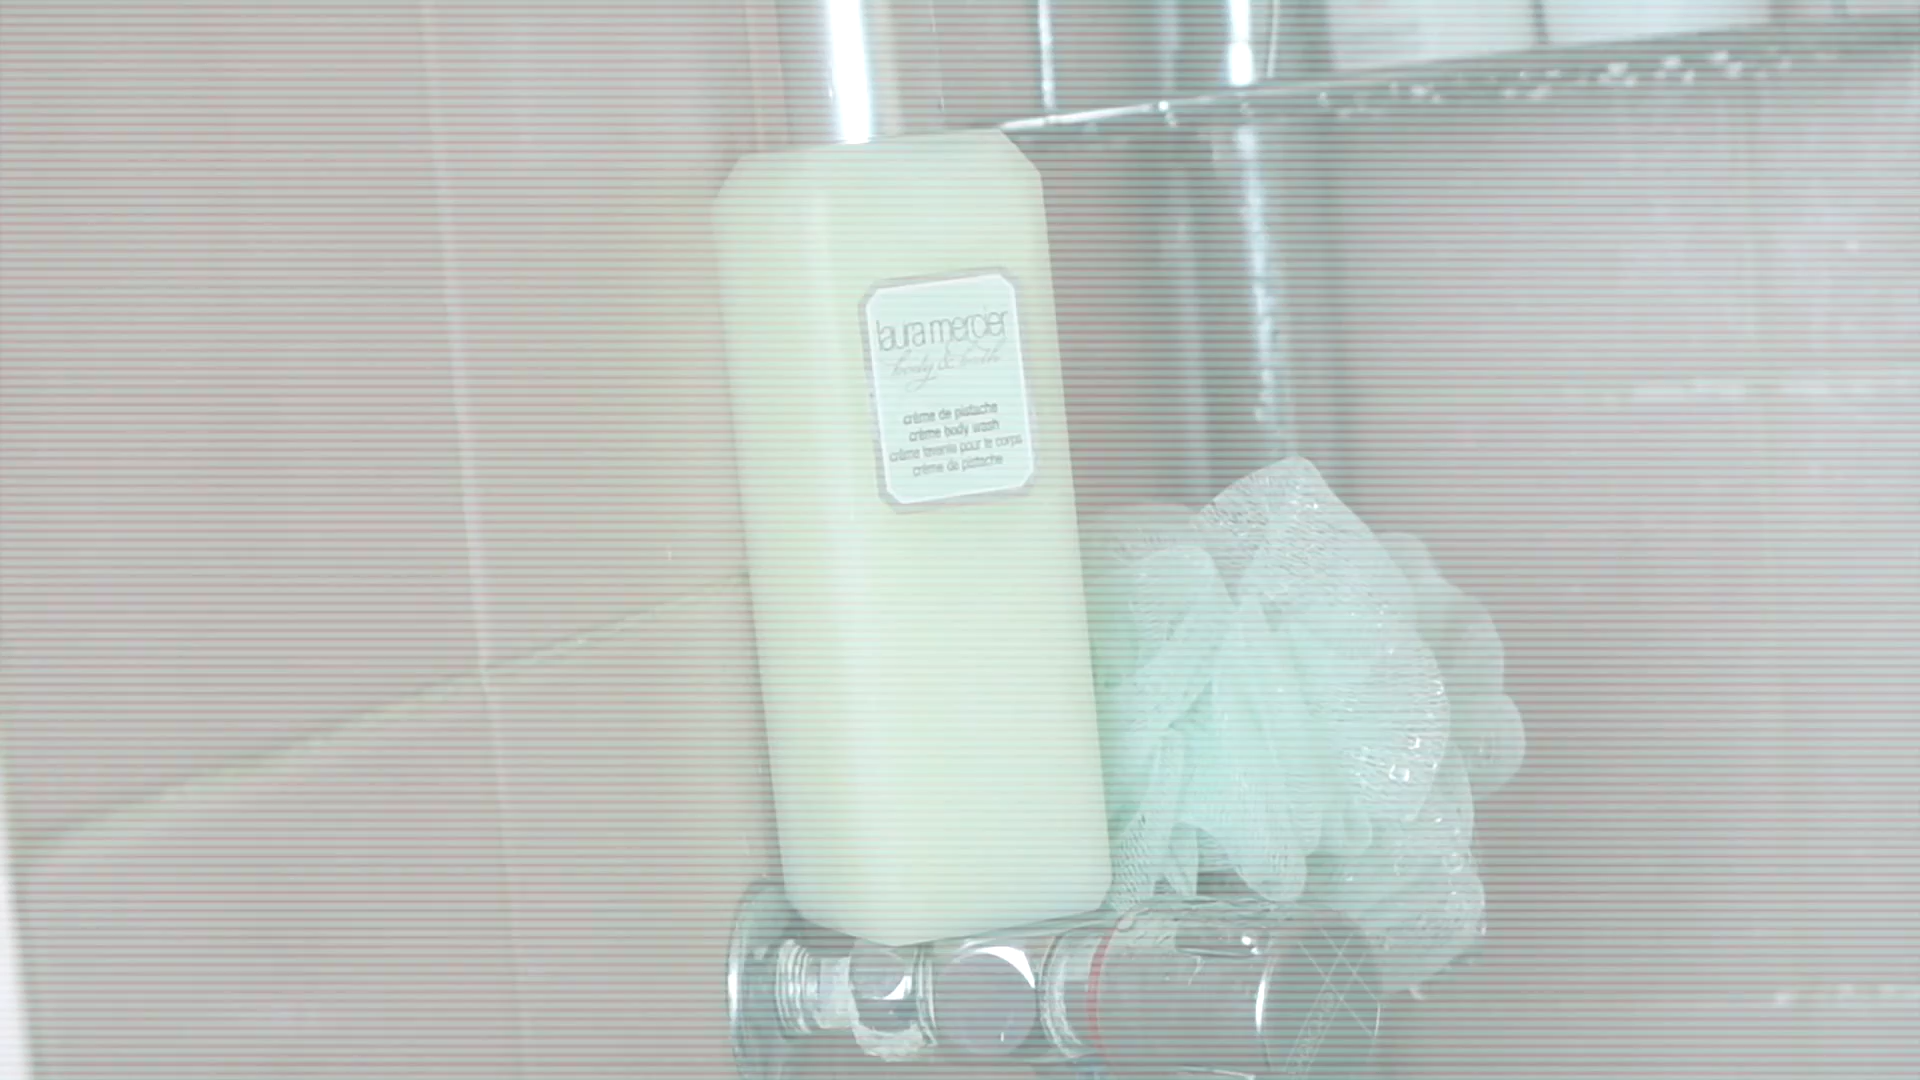 laura mercier
body & bath
crème de pistache
crème body wash
crème lavante pour le corps
crème de pistache